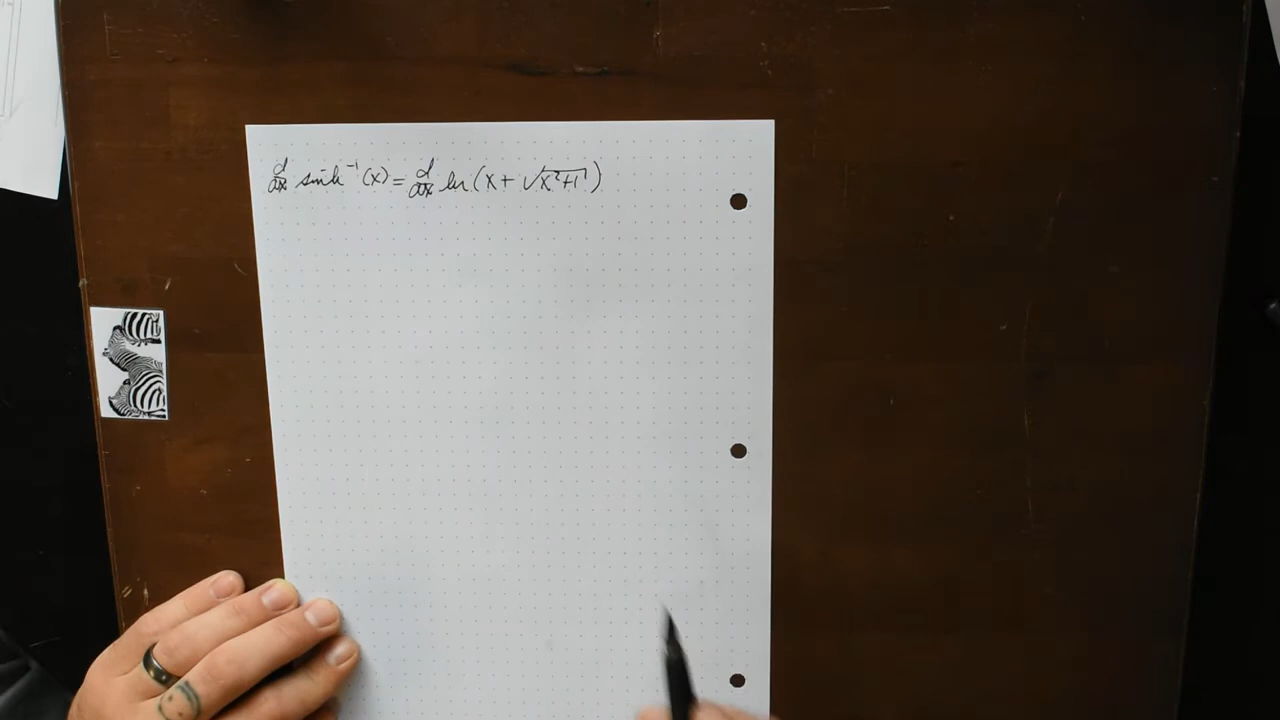 d/dx sinh⁻¹(x) = d/dx ln(x + √(x²+1))